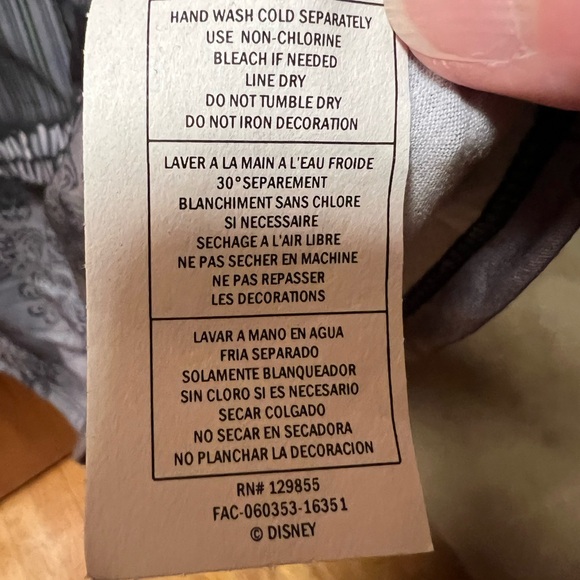 HAND WASH COLD SEPARATELY
USE NON-CHLORINE
BLEACH IF NEEDED
LINE DRY
DO NOT TUMBLE DRY
DO NOT IRON DECORATION
LAVER A LA MAIN A L'EAU FROIDE
30° SEPAREMENT
BLANCHIMENT SANS CHLORE
SI NECESSAIRE
SECHAGE A L'AIR LIBRE
NE PAS SECHER EN MACHINE
NE PAS REPASSER
LES DECORATIONS
LAVAR A MANO EN AGUA
FRIA SEPARADO
SOLAMENTE BLANQUEADOR
SIN CLORO SI ES NECESARIO
SECAR COLGADO
NO SECAR EN SECADORA
NO PLANCHAR LA DECORACION
RN# 129855
FAC-060353-16351
© DISNEY